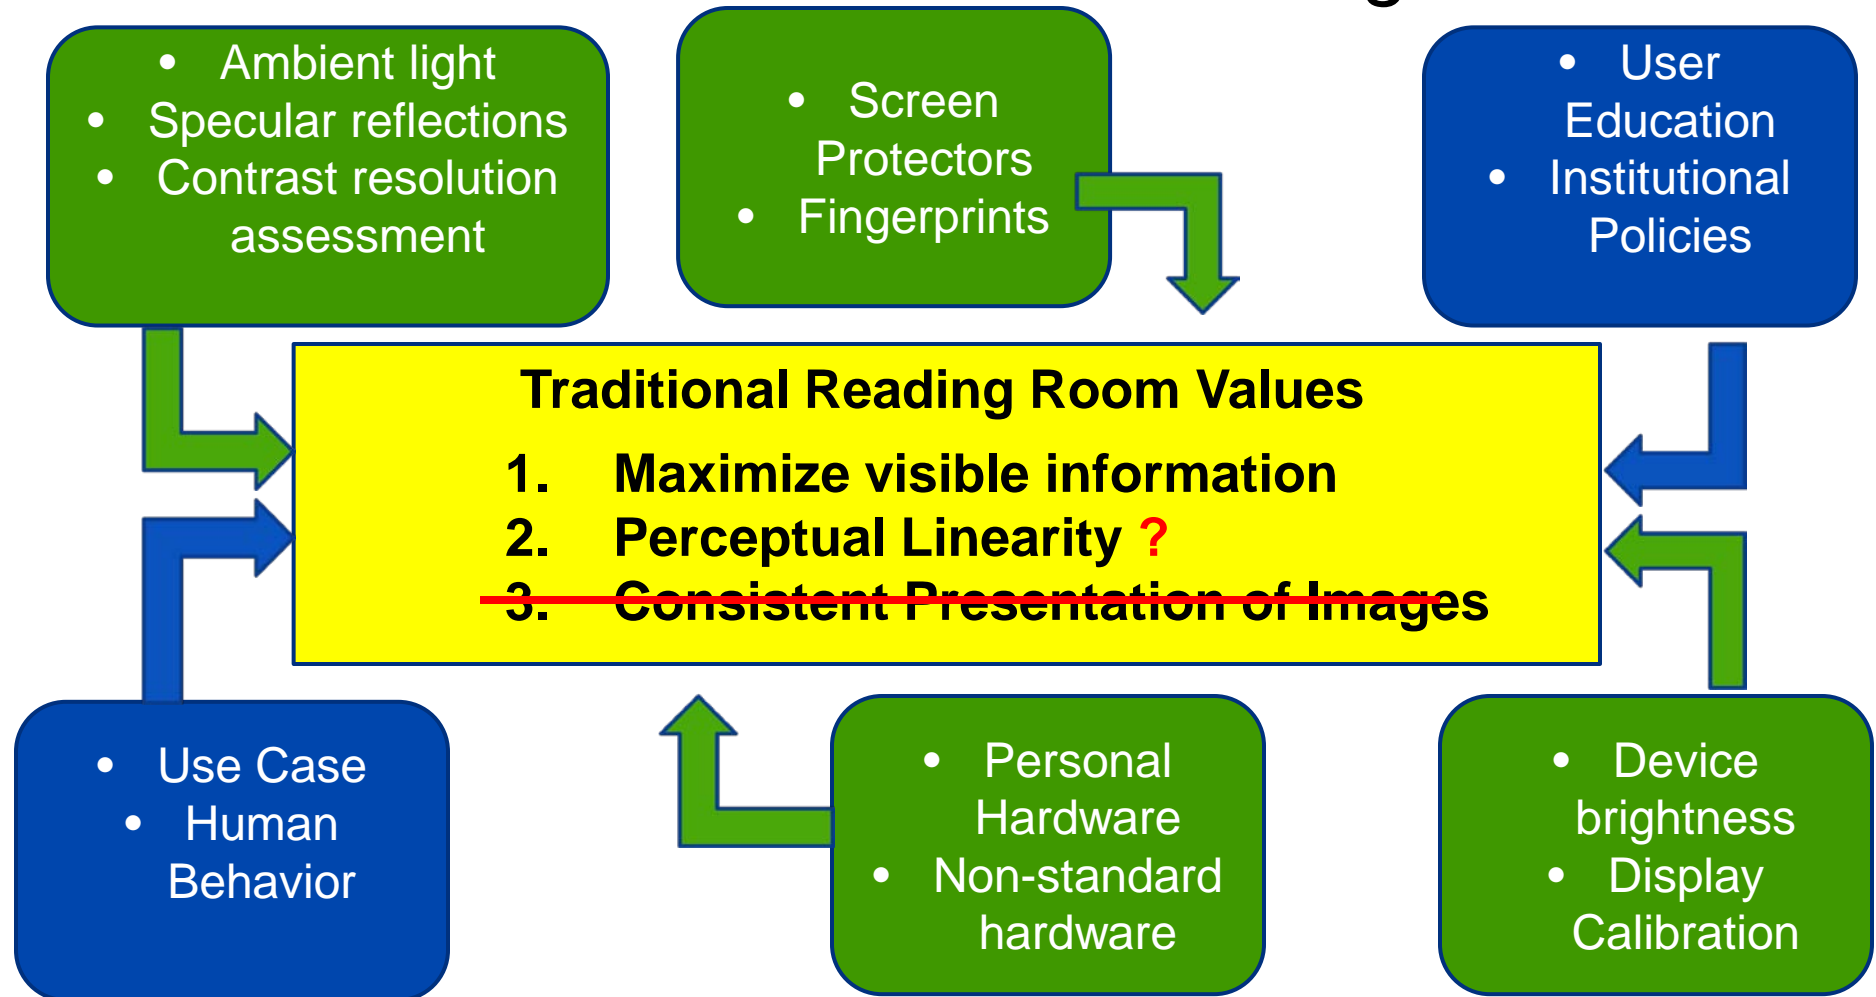 • Ambient light
• Specular reflections
• Contrast resolution
assessment
• Screen
Protectors
• Fingerprints
• User
Education
• Institutional
Policies
Traditional Reading Room Values
1. Maximize visible information
2. Perceptual Linearity ?
3. Consistent Presentation of Images
• Use Case
• Human
Behavior
• Personal
Hardware
• Non-standard
hardware
• Device
brightness
• Display
Calibration